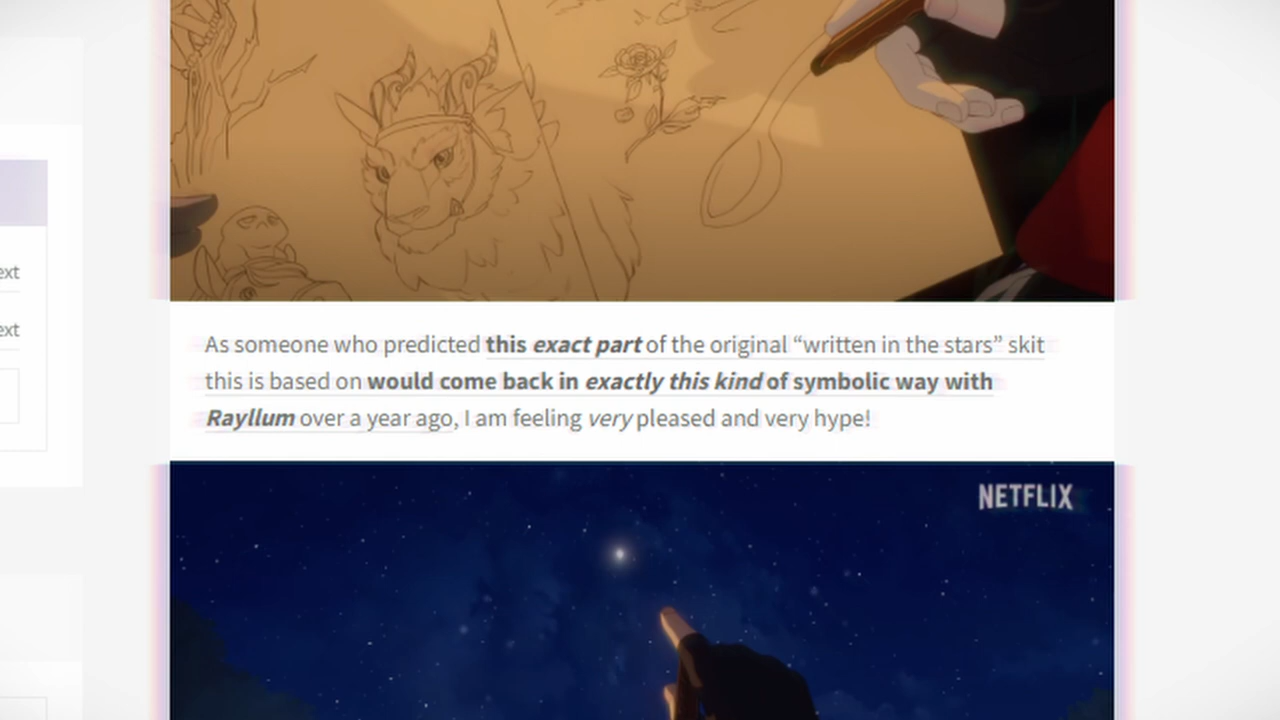 ext
ext
As someone who predicted this exact part of the original “written in the stars” skit
this is based on would come back in exactly this kind of symbolic way with
Rayllum over a year ago, I am feeling very pleased and very hype!
NETFLIX